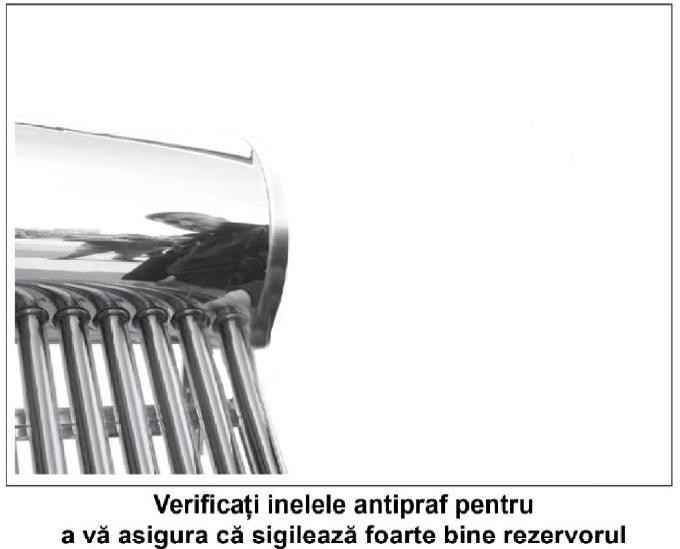 Verificați inelele antipraf pentru
a vă asigura că sigilează foarte bine rezervorul